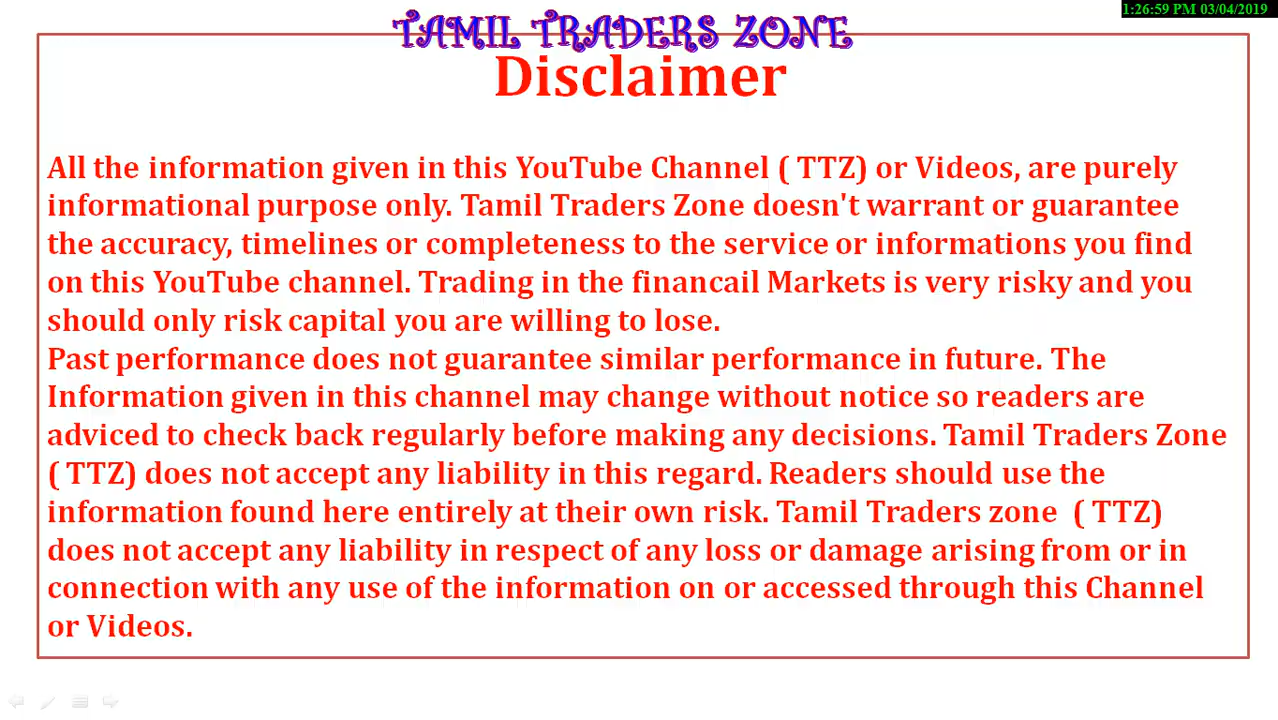 1:26:59 PM 03/04/2019
TAMIL TRADERS ZONE
Disclaimer
All the information given in this YouTube Channel ( TTZ) or Videos, are purely
informational purpose only. Tamil Traders Zone doesn't warrant or guarantee
the accuracy, timelines or completeness to the service or informations you find
on this YouTube channel. Trading in the financail Markets is very risky and you
should only risk capital you are willing to lose.
Past performance does not guarantee similar performance in future. The
Information given in this channel may change without notice so readers are
adviced to check back regularly before making any decisions. Tamil Traders Zone
( TTZ) does not accept any liability in this regard. Readers should use the
information found here entirely at their own risk. Tamil Traders zone  ( TTZ)
does not accept any liability in respect of any loss or damage arising from or in
connection with any use of the information on or accessed through this Channel
or Videos.